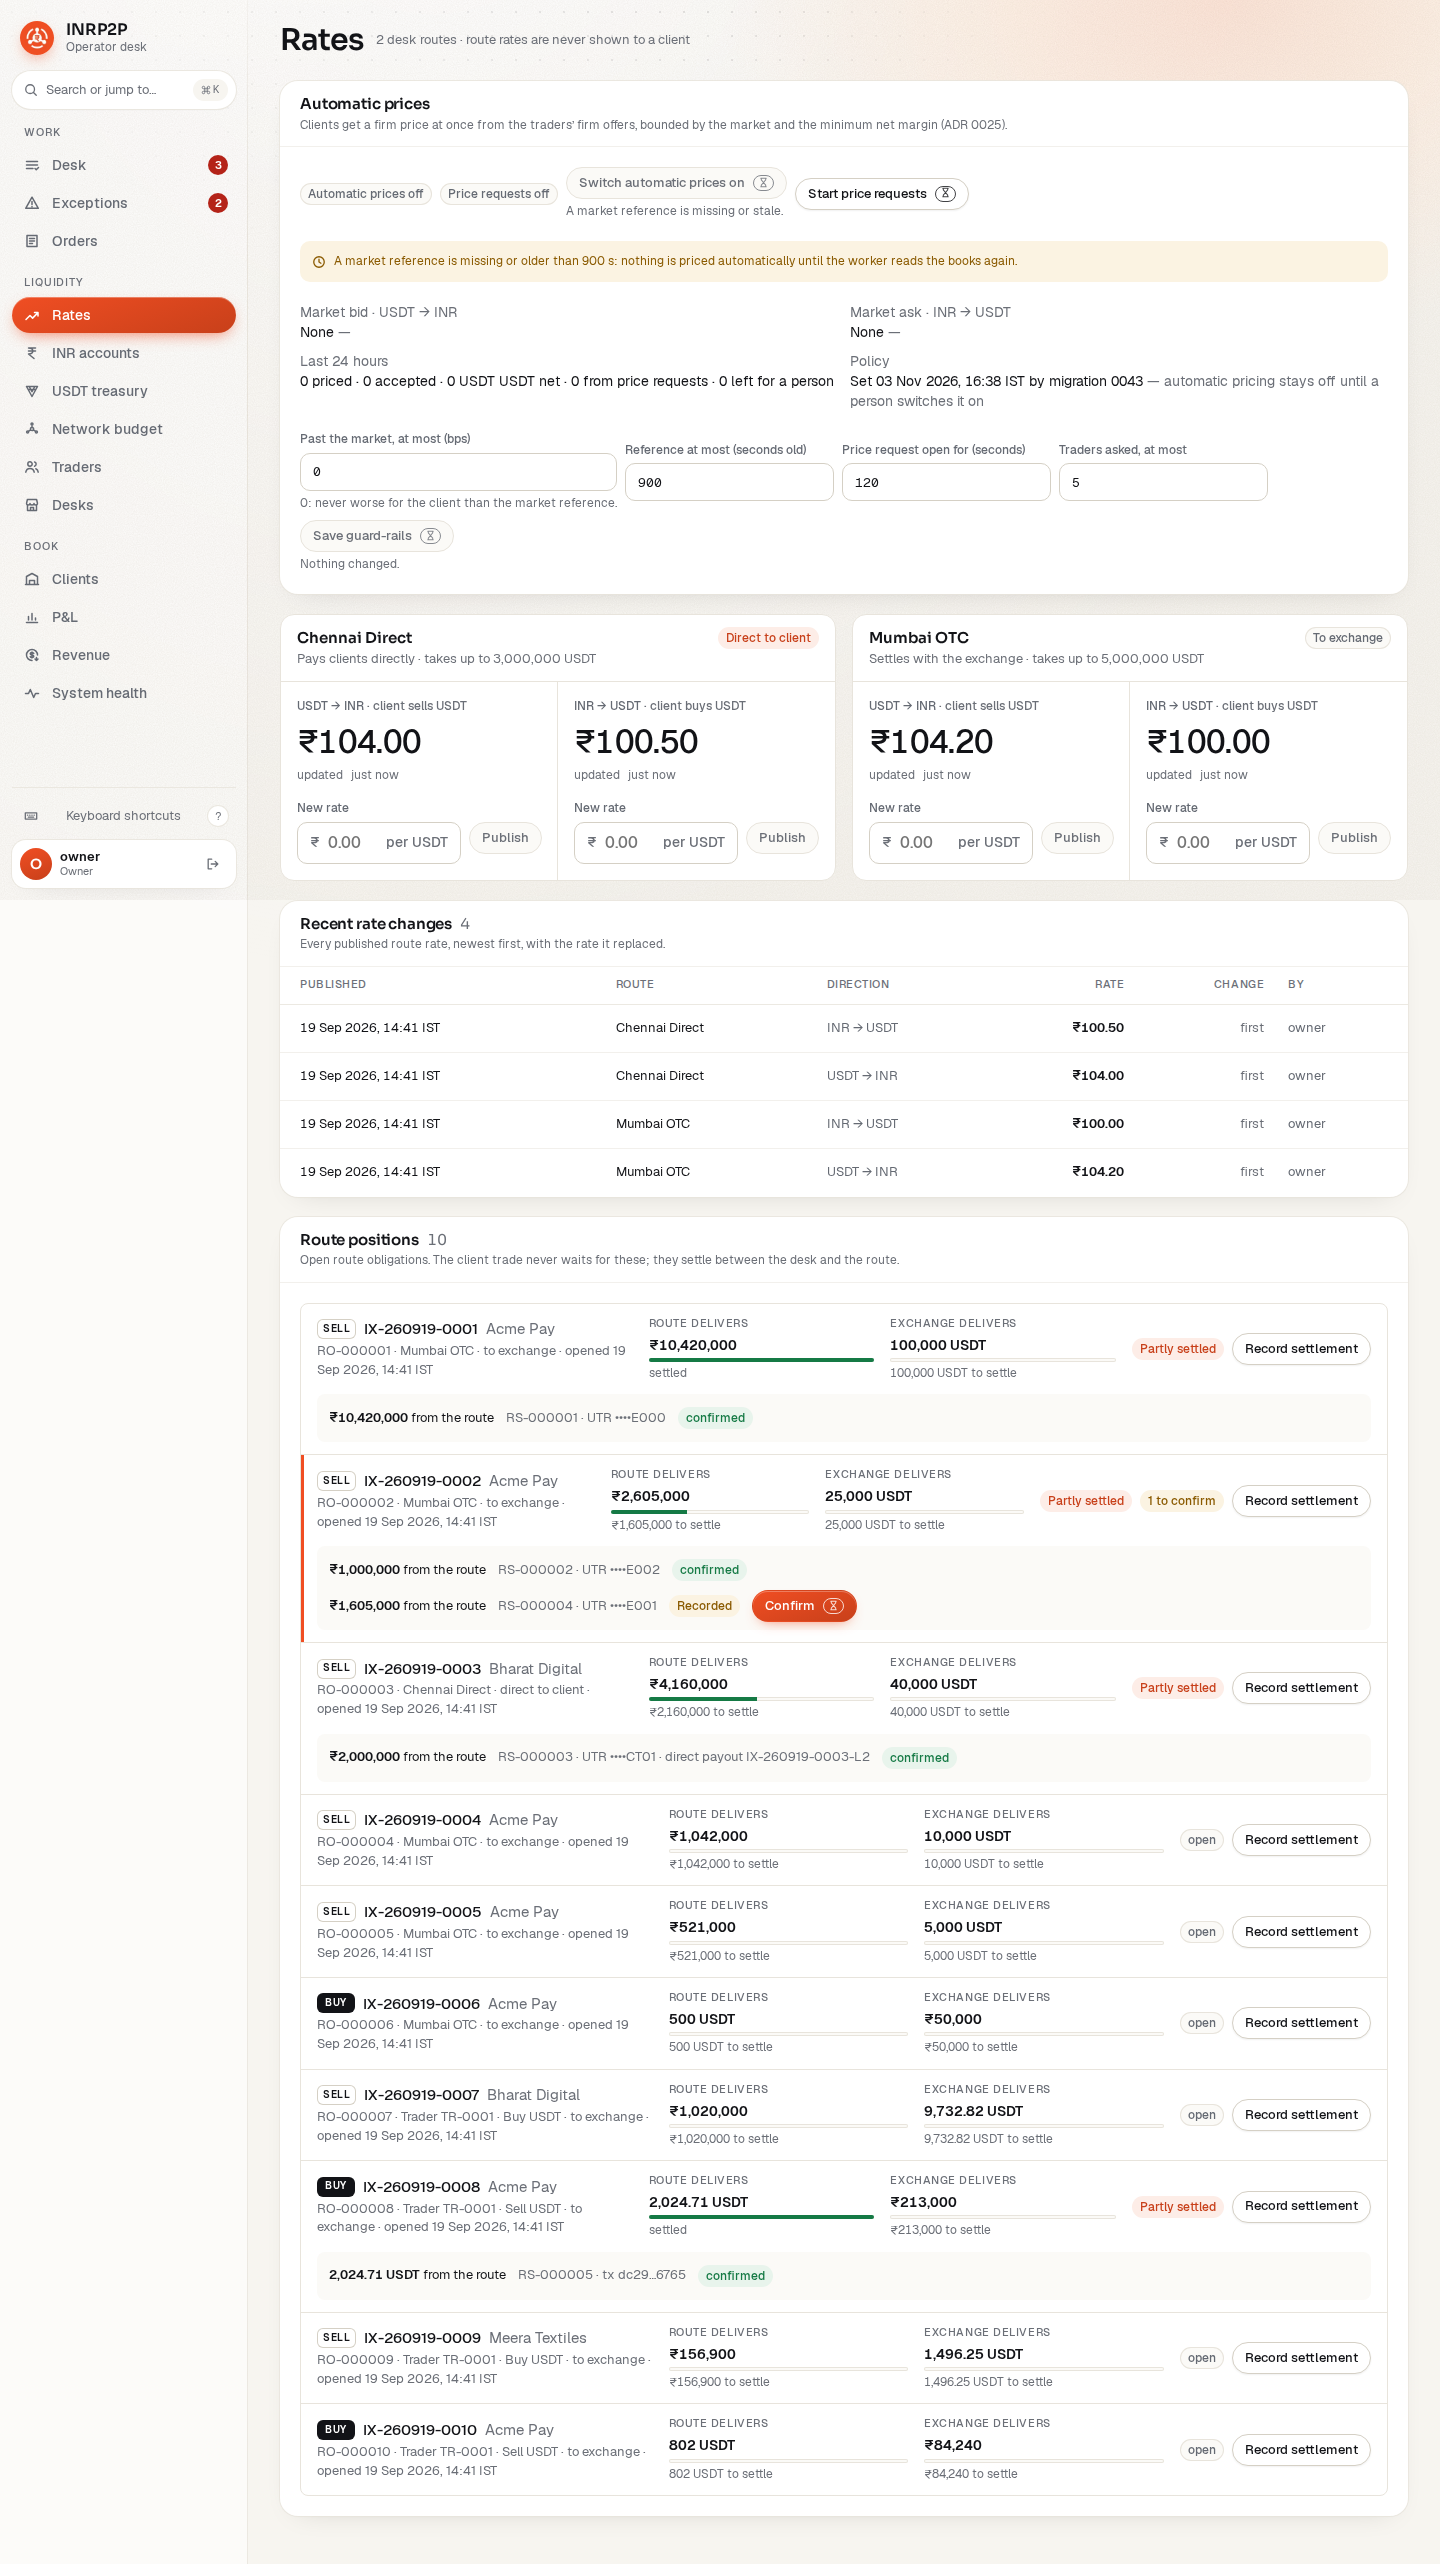 INRP2P
Operator desk
Search or jump to...
⌘K
WORK
Desk
3
Exceptions
2
Orders
LIQUIDITY
Rates
INR accounts
USDT treasury
Network budget
Traders
Desks
BOOK
Clients
P&L
Revenue
System health
Keyboard shortcuts
?
O
owner
Owner
Rates
2 desk routes · route rates are never shown to a client
Automatic prices
Clients get a firm price at once from the traders' firm offers, bounded by the market and the minimum net margin (ADR 0025).
Automatic prices off
Price requests off
Switch automatic prices on
A market reference is missing or stale.
Start price requests
A market reference is missing or older than 900 s: nothing is priced automatically until the worker reads the books again.
Market bid · USDT → INR
None —
Market ask · INR → USDT
None —
Last 24 hours
0 priced · 0 accepted · 0 USDT USDT net · 0 from price requests · 0 left for a person
Policy
Set 03 Nov 2026, 16:38 IST by migration 0043 — automatic pricing stays off until a
person switches it on
Past the market, at most (bps)
0
0: never worse for the client than the market reference.
Reference at most (seconds old)
900
Price request open for (seconds)
120
Traders asked, at most
5
Save guard-rails
Nothing changed.
Chennai Direct
Direct to client
Pays clients directly · takes up to 3,000,000 USDT
USDT → INR · client sells USDT
₹104.00
updated just now
New rate
₹ 0.00 per USDT
Publish
INR → USDT · client buys USDT
₹100.50
updated just now
New rate
₹ 0.00 per USDT
Publish
Mumbai OTC
To exchange
Settles with the exchange · takes up to 5,000,000 USDT
USDT → INR · client sells USDT
₹104.20
updated just now
New rate
₹ 0.00 per USDT
Publish
INR → USDT · client buys USDT
₹100.00
updated just now
New rate
₹ 0.00 per USDT
Publish
Recent rate changes 4
Every published route rate, newest first, with the rate it replaced.
PUBLISHED ROUTE DIRECTION RATE CHANGE BY
19 Sep 2026, 14:41 IST Chennai Direct INR → USDT ₹100.50 first owner
19 Sep 2026, 14:41 IST Chennai Direct USDT → INR ₹104.00 first owner
19 Sep 2026, 14:41 IST Mumbai OTC INR → USDT ₹100.00 first owner
19 Sep 2026, 14:41 IST Mumbai OTC USDT → INR ₹104.20 first owner
Route positions 10
Open route obligations. The client trade never waits for these; they settle between the desk and the route.
SELL IX-260919-0001 Acme Pay
RO-000001 · Mumbai OTC · to exchange · opened 19
Sep 2026, 14:41 IST
ROUTE DELIVERS
₹10,420,000
settled
EXCHANGE DELIVERS
100,000 USDT
100,000 USDT to settle
Partly settled
Record settlement
₹10,420,000 from the route RS-000001 · UTR ••••E000 confirmed
SELL IX-260919-0002 Acme Pay
RO-000002 · Mumbai OTC · to exchange ·
opened 19 Sep 2026, 14:41 IST
ROUTE DELIVERS
₹2,605,000
₹1,605,000 to settle
EXCHANGE DELIVERS
25,000 USDT
25,000 USDT to settle
Partly settled
1 to confirm
Record settlement
₹1,000,000 from the route RS-000002 · UTR ••••E002 confirmed
₹1,605,000 from the route RS-000004 · UTR ••••E001 Recorded Confirm
SELL IX-260919-0003 Bharat Digital
RO-000003 · Chennai Direct · direct to client ·
opened 19 Sep 2026, 14:41 IST
ROUTE DELIVERS
₹4,160,000
₹2,160,000 to settle
EXCHANGE DELIVERS
40,000 USDT
40,000 USDT to settle
Partly settled
Record settlement
₹2,000,000 from the route RS-000003 · UTR ••••CT01 · direct payout IX-260919-0003-L2 confirmed
SELL IX-260919-0004 Acme Pay
RO-000004 · Mumbai OTC · to exchange · opened 19
Sep 2026, 14:41 IST
ROUTE DELIVERS
₹1,042,000
₹1,042,000 to settle
EXCHANGE DELIVERS
10,000 USDT
10,000 USDT to settle
open
Record settlement
SELL IX-260919-0005 Acme Pay
RO-000005 · Mumbai OTC · to exchange · opened 19
Sep 2026, 14:41 IST
ROUTE DELIVERS
₹521,000
₹521,000 to settle
EXCHANGE DELIVERS
5,000 USDT
5,000 USDT to settle
open
Record settlement
BUY IX-260919-0006 Acme Pay
RO-000006 · Mumbai OTC · to exchange · opened 19
Sep 2026, 14:41 IST
ROUTE DELIVERS
500 USDT
500 USDT to settle
EXCHANGE DELIVERS
₹50,000
₹50,000 to settle
open
Record settlement
SELL IX-260919-0007 Bharat Digital
RO-000007 · Trader TR-0001 · Buy USDT · to exchange ·
opened 19 Sep 2026, 14:41 IST
ROUTE DELIVERS
₹1,020,000
₹1,020,000 to settle
EXCHANGE DELIVERS
9,732.82 USDT
9,732.82 USDT to settle
open
Record settlement
BUY IX-260919-0008 Acme Pay
RO-000008 · Trader TR-0001 · Sell USDT · to
exchange · opened 19 Sep 2026, 14:41 IST
ROUTE DELIVERS
2,024.71 USDT
settled
EXCHANGE DELIVERS
₹213,000
₹213,000 to settle
Partly settled
Record settlement
2,024.71 USDT from the route RS-000005 · tx dc29…6765 confirmed
SELL IX-260919-0009 Meera Textiles
RO-000009 · Trader TR-0001 · Buy USDT · to exchange ·
opened 19 Sep 2026, 14:41 IST
ROUTE DELIVERS
₹156,900
₹156,900 to settle
EXCHANGE DELIVERS
1,496.25 USDT
1,496.25 USDT to settle
open
Record settlement
BUY IX-260919-0010 Acme Pay
RO-000010 · Trader TR-0001 · Sell USDT · to exchange ·
opened 19 Sep 2026, 14:41 IST
ROUTE DELIVERS
802 USDT
802 USDT to settle
EXCHANGE DELIVERS
₹84,240
₹84,240 to settle
open
Record settlement